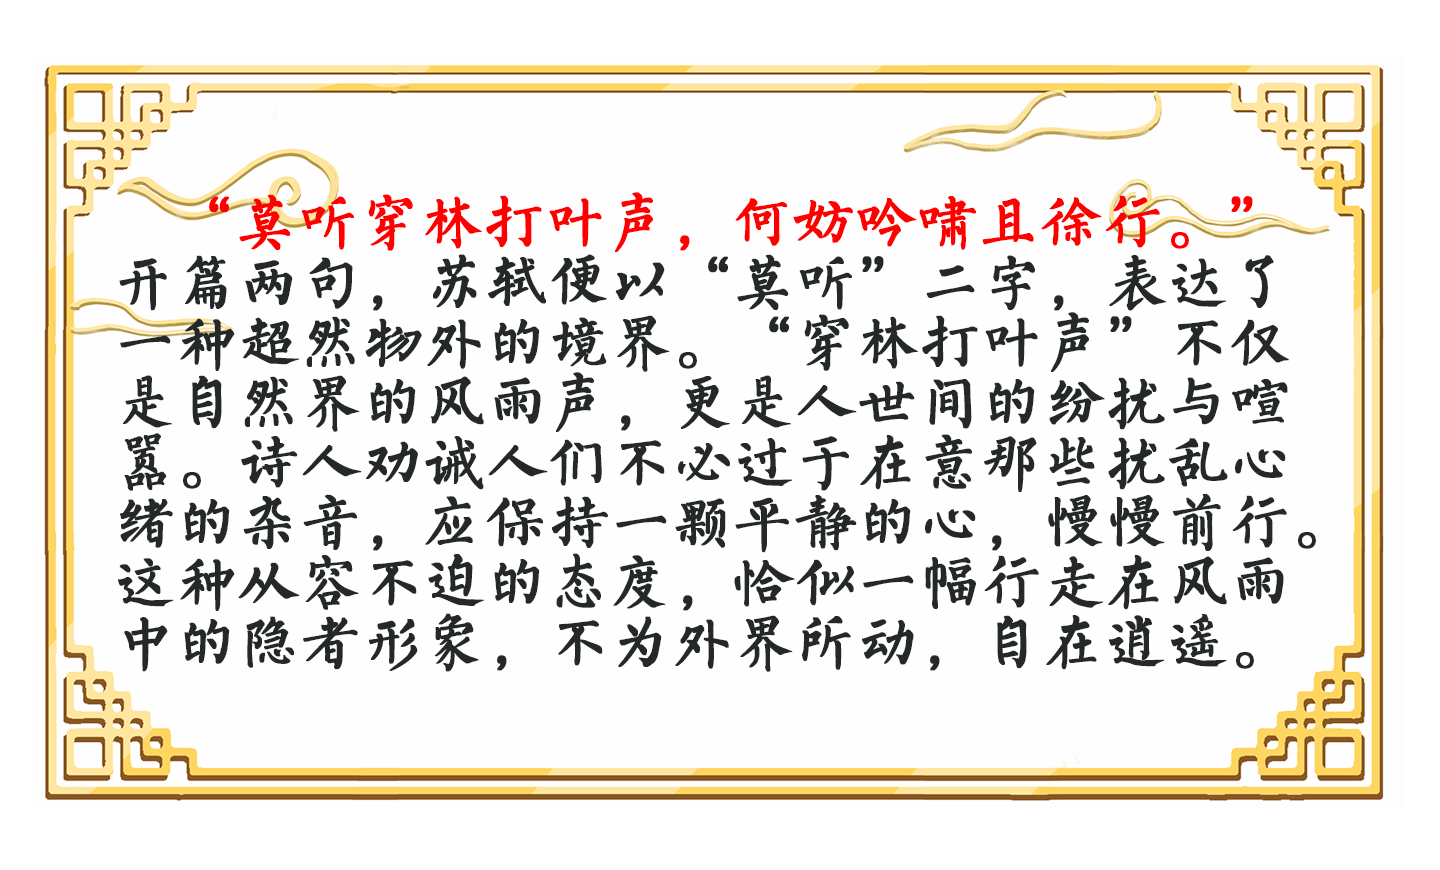 “莫听穿林打叶声，何妨吟啸且徐行。”
开篇两句，苏轼便以“莫听”二字，表达了
一种超然物外的境界。“穿林打叶声”不仅
是自然界的风雨声，更是人世间的纷扰与喧
嚣。诗人劝诫人们不必过于在意那些扰乱心
绪的杂音，应保持一颗平静的心，慢慢前行。
这种从容不迫的态度，恰似一幅行走在风雨
中的隐者形象，不为外界所动，自在逍遥。